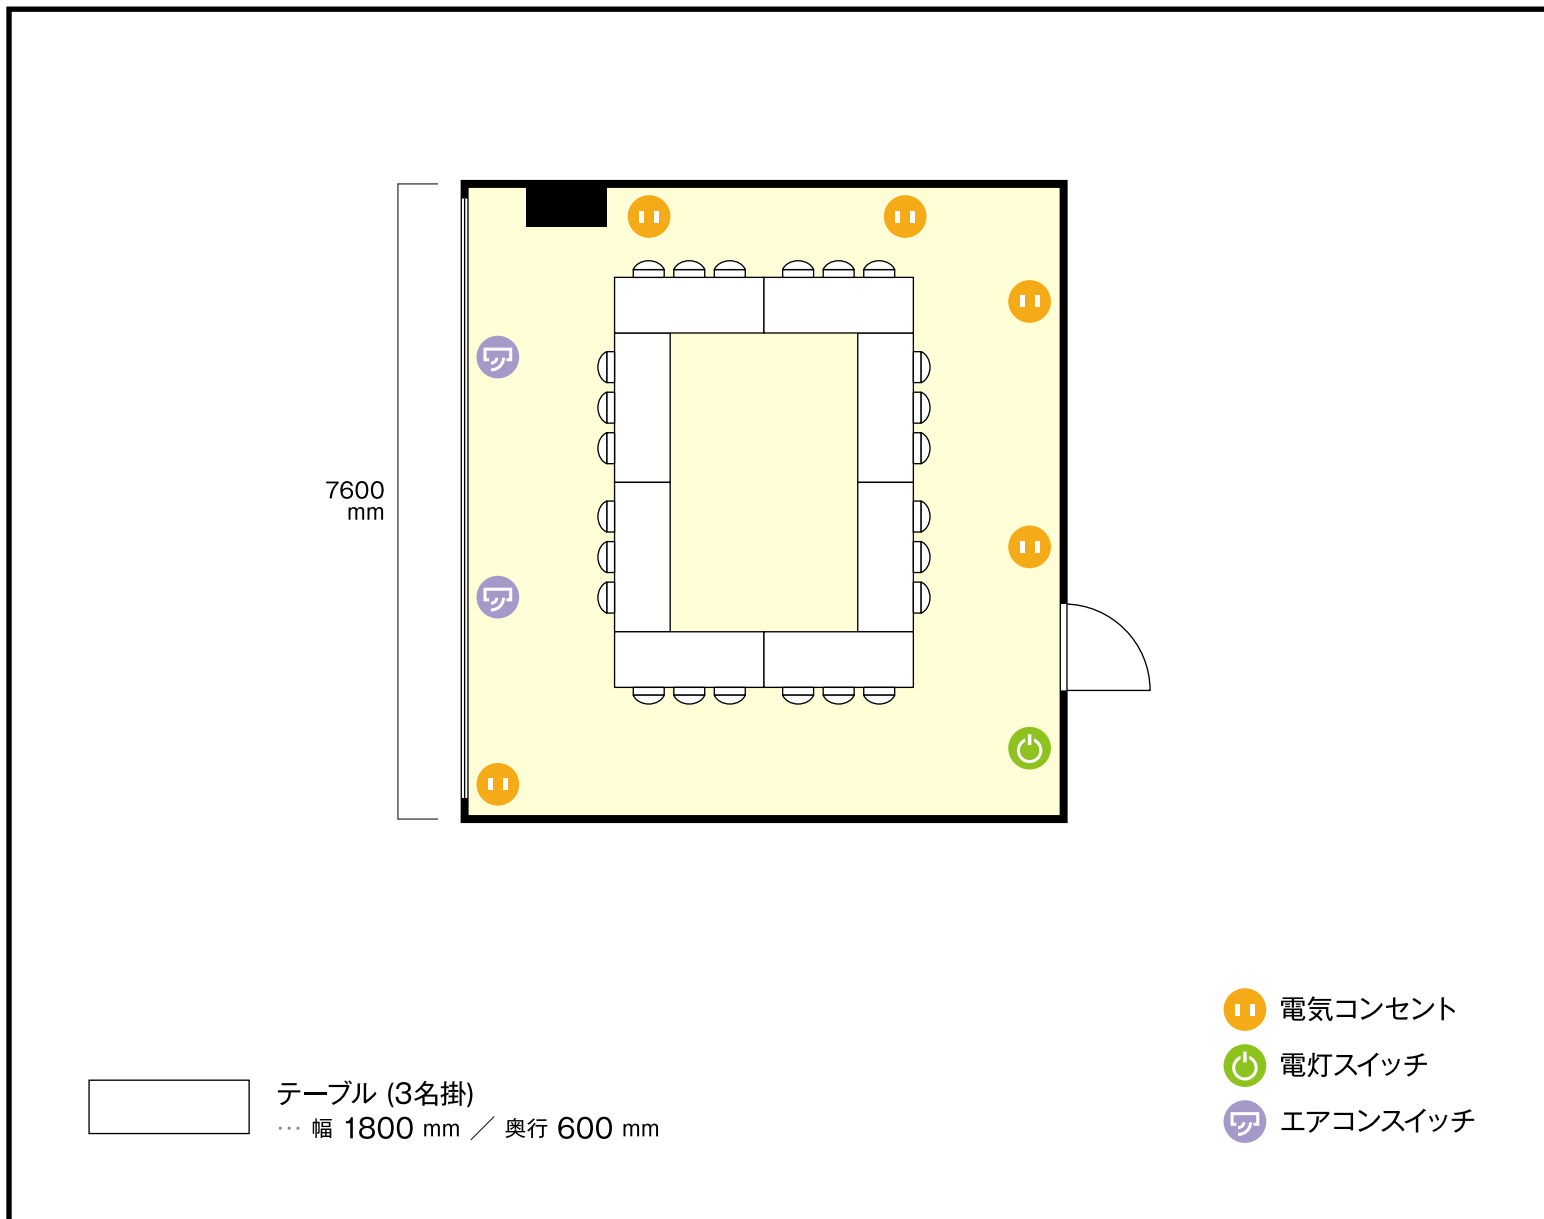 7600
mm
電気コンセント
電灯スイッチ
エアコンスイッチ
テーブル (3名掛)
… 幅 1800 mm ／ 奥行 600 mm